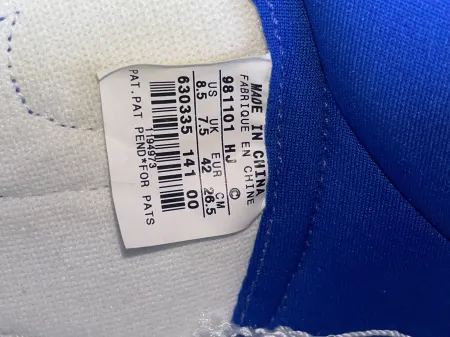 MADE IN CHINA
FABRIQUE EN CHINE
981101 HJ ©
US UK EUR CM
8.5 7.5 42 26.5
630335 141 00
1194973
PAT.PAT PEND*FOR PATS